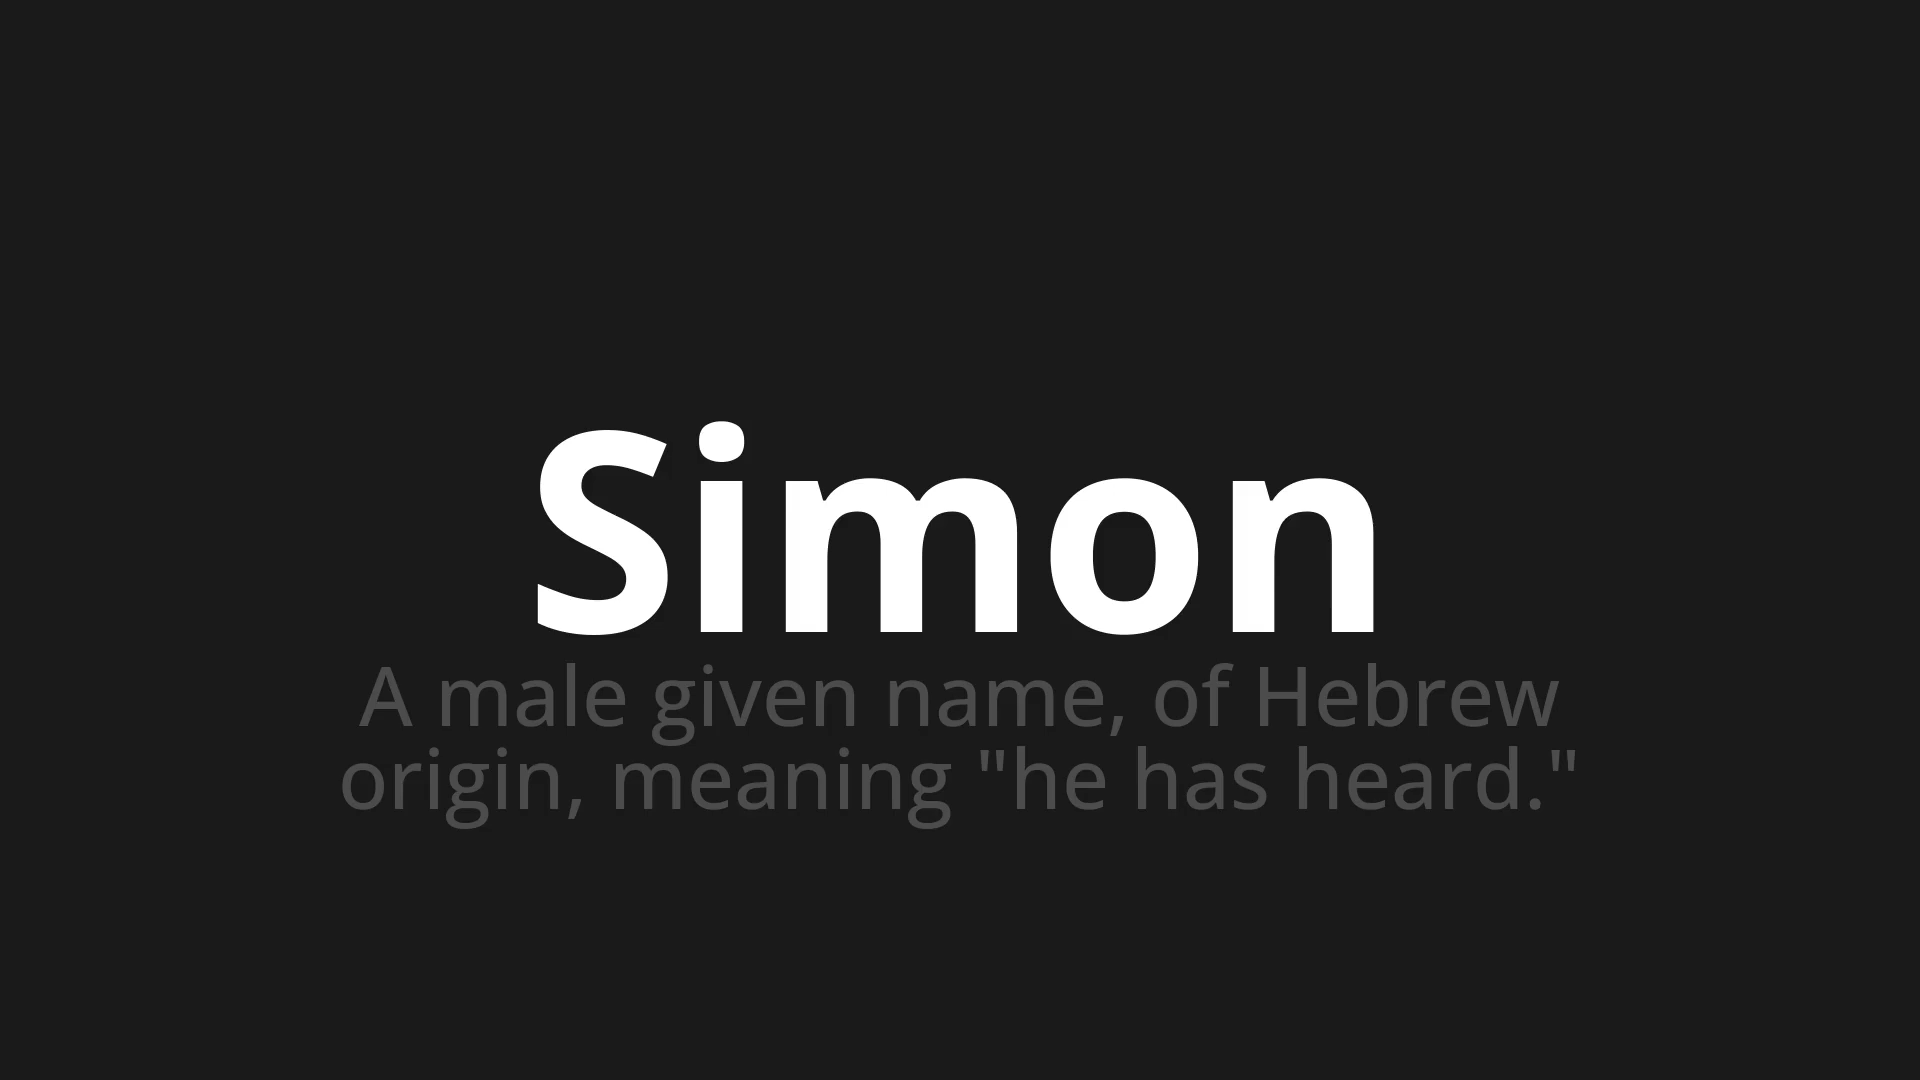 Simon
A male given name, of Hebrew
origin, meaning "he has heard."